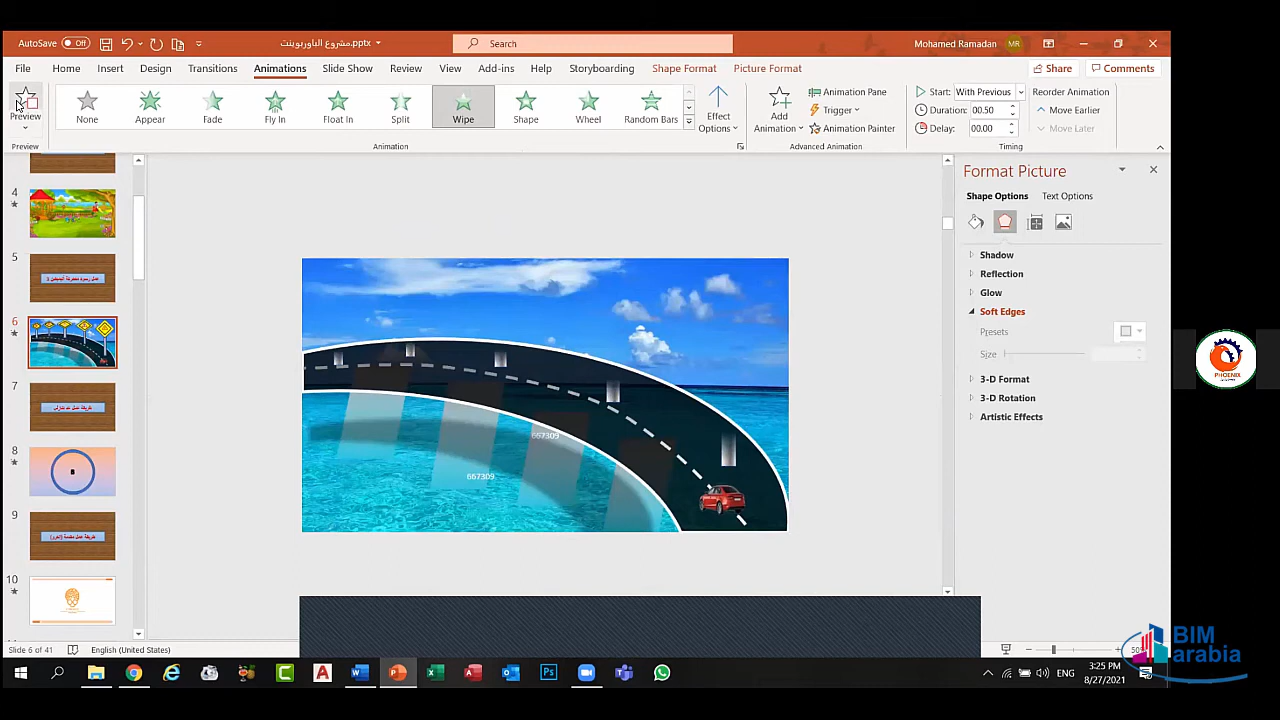 AutoSave Off
مشروع الباوربوينت.pptx
Search
Mohamed Ramadan MR
File Home Insert Design Transitions Animations Slide Show Review View Add-ins Help Storyboarding Shape Format Picture Format
Share Comments
Preview
None Appear Fade Fly In Float In Split Wipe Shape Wheel Random Bars
Effect
Options
Add
Animation
Animation Pane
Trigger
Animation Painter
Start: With Previous
Duration: 00.50
Delay: 00.00
Reorder Animation
Move Earlier
Move Later
Preview Animation Advanced Animation Timing
4
5
6
7
8
9
10
667309
667309
Format Picture
Shape Options Text Options
Shadow
Reflection
Glow
Soft Edges
Presets
Size
3-D Format
3-D Rotation
Artistic Effects
PHOENIX
Slide 6 of 41 English (United States)
BIM
arabia
ENG
3:25 PM
8/27/2021